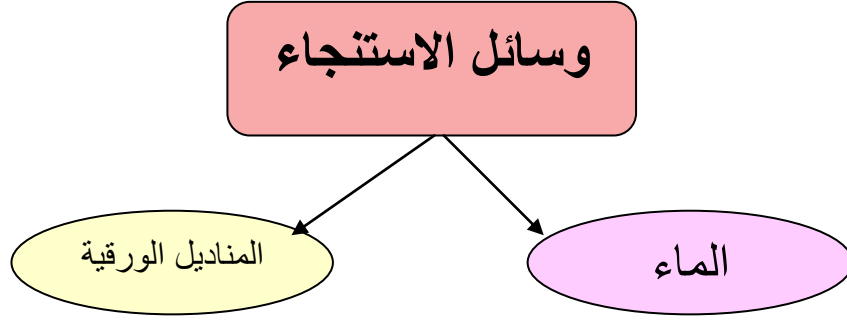 وسائل الاستنجاء
الماء
المناديل الورقية